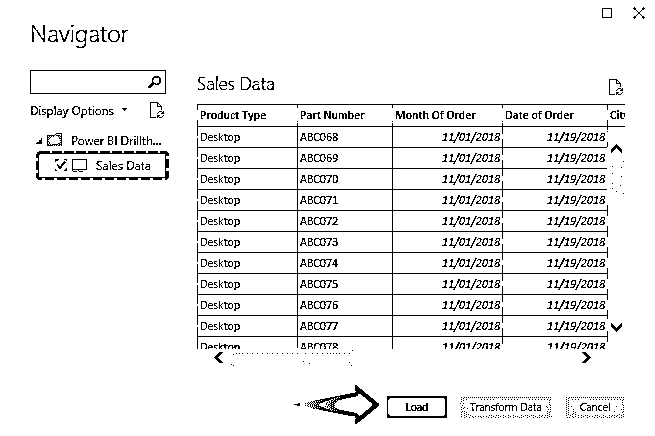 Navigator
Display Options
Power BI Drillth...
Sales Data
Sales Data
Product Type Part Number Month Of Order Date of Order
Desktop ABC068 11/01/2018 11/19/2018
Desktop ABC069 11/01/2018 11/19/2018
Desktop ABC070 11/01/2018 11/19/2018
Desktop ABC071 11/01/2018 11/19/2018
Desktop ABC072 11/01/2018 11/19/2018
Desktop ABC073 11/01/2018 11/19/2018
Desktop ABC074 11/01/2018 11/19/2018
Desktop ABC075 11/01/2018 11/19/2018
Desktop ABC076 11/01/2018 11/19/2018
Desktop ABC077 11/01/2018 11/19/2018
Desktop ABC078 11/01/2018 11/19/2018
Load Transform Data Cancel